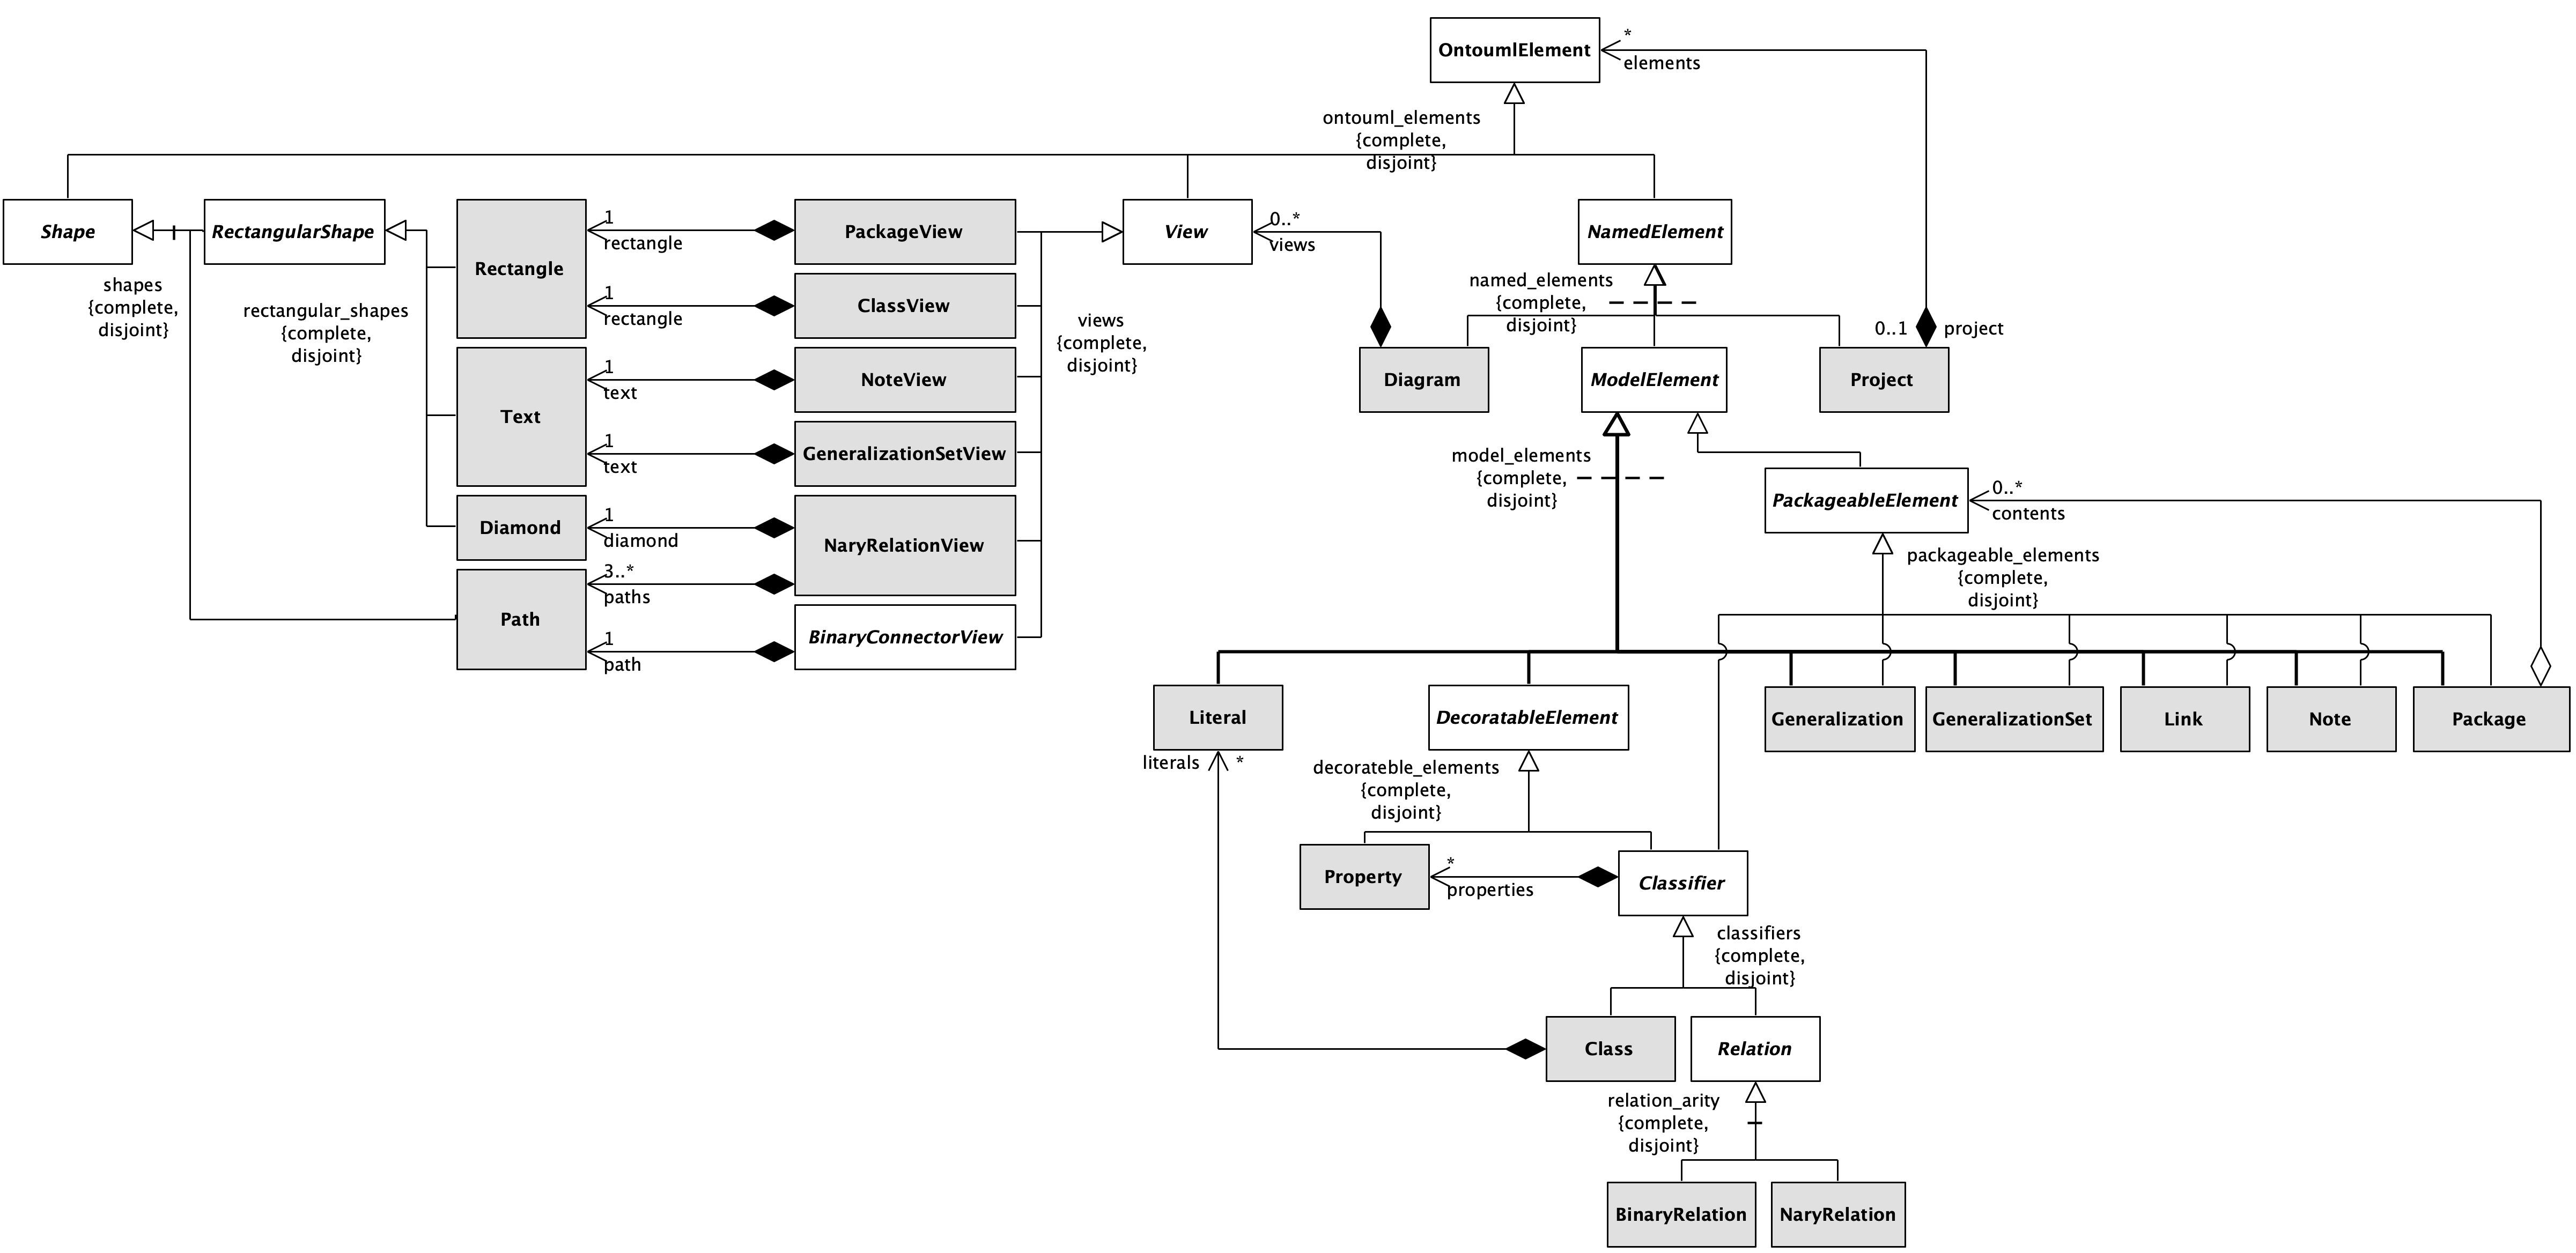 OntoumlElement
*
elements
ontouml_elements
{complete,
disjoint}
Shape
RectangularShape
Rectangle
1
rectangle
PackageView
View
0..*
views
NamedElement
shapes
{complete,
disjoint}
rectangular_shapes
{complete,
disjoint}
1
rectangle
ClassView
views
{complete,
disjoint}
named_elements
{complete,
disjoint}
0..1
project
Text
1
text
NoteView
Diagram
ModelElement
Project
1
text
GeneralizationSetView
model_elements
{complete,
disjoint}
PackageableElement
0..*
contents
Diamond
1
diamond
NaryRelationView
3..*
paths
packageable_elements
{complete,
disjoint}
Path
1
path
BinaryConnectorView
Literal
DecoratableElement
Generalization
GeneralizationSet
Link
Note
Package
literals
*
decorateble_elements
{complete,
disjoint}
Property
*
properties
Classifier
classifiers
{complete,
disjoint}
Class
Relation
relation_arity
{complete,
disjoint}
BinaryRelation
NaryRelation